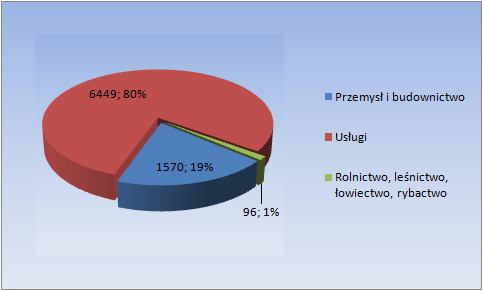 6449; 80%
1570; 19%
96; 1%
Przemysł i budownictwo
Usługi
Rolnictwo, leśnictwo,
łowiectwo, rybactwo